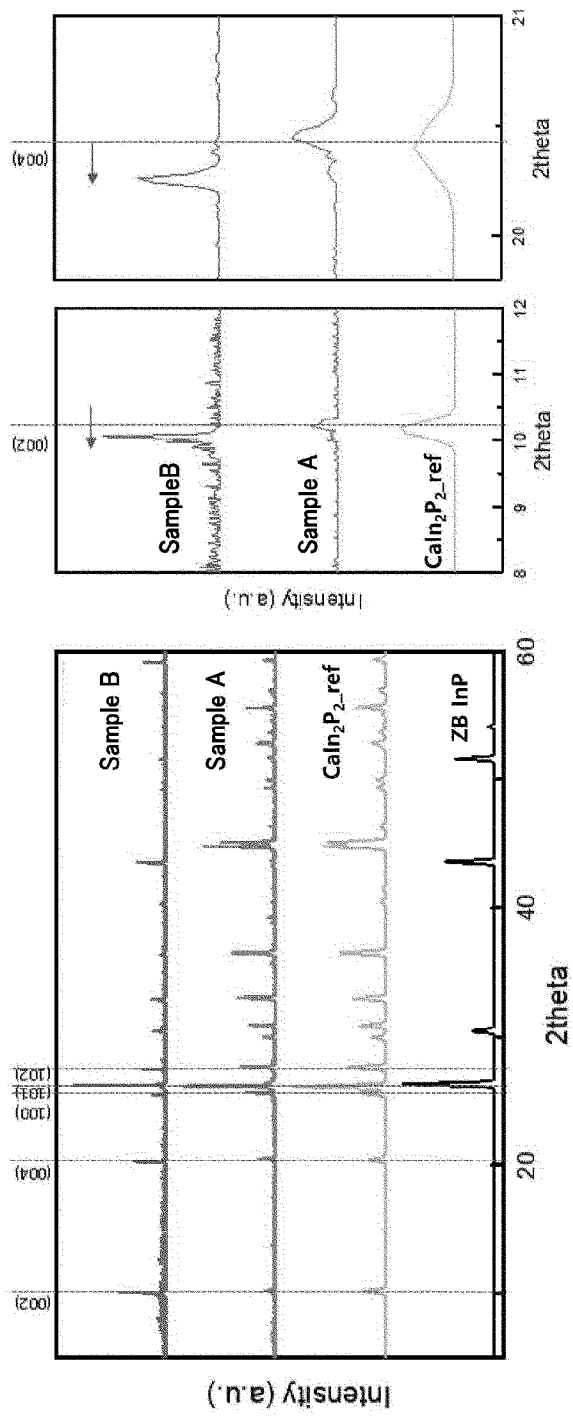 Intensity (a.u.)
(002)
(004)
(100)
(101)
(102)
Sample B
Sample A
CaIn₂P₂_ref
ZB InP
20 40 60
2theta
Intensity (a.u.)
(002)
SampleB
Sample A
CaIn₂P₂_ref
8 9 10 11 12
2theta
(004)
20 21
2theta